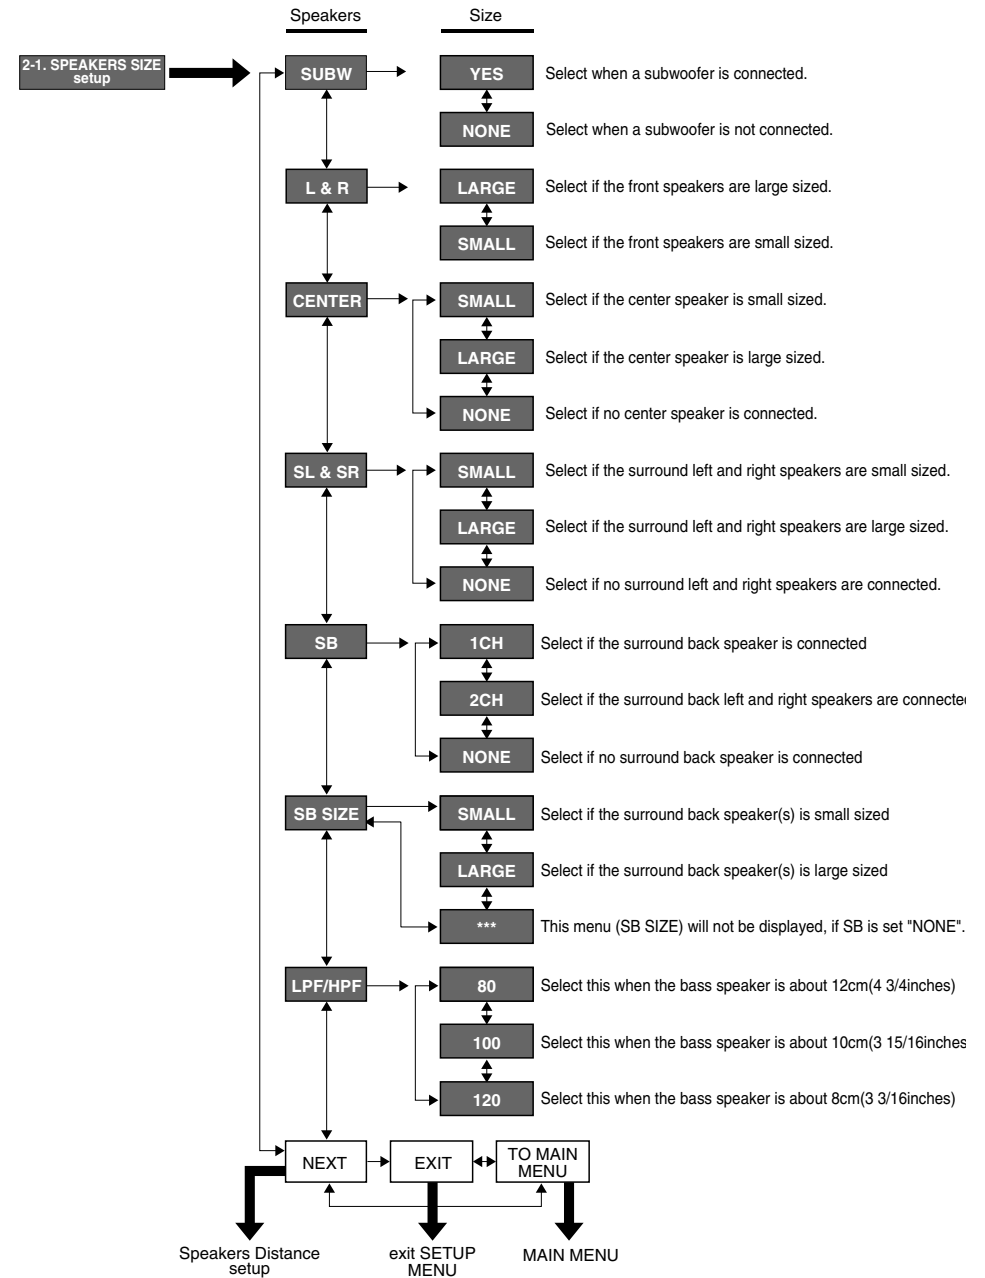 Speakers Size
2-1. SPEAKERS SIZE
setup
SUBW YES Select when a subwoofer is connected.
NONE Select when a subwoofer is not connected.
L & R LARGE Select if the front speakers are large sized.
SMALL Select if the front speakers are small sized.
CENTER SMALL Select if the center speaker is small sized.
LARGE Select if the center speaker is large sized.
NONE Select if no center speaker is connected.
SL & SR SMALL Select if the surround left and right speakers are small sized.
LARGE Select if the surround left and right speakers are large sized.
NONE Select if no surround left and right speakers are connected.
SB 1CH Select if the surround back speaker is connected
2CH Select if the surround back left and right speakers are connected
NONE Select if no surround back speaker is connected
SB SIZE SMALL Select if the surround back speaker(s) is small sized
LARGE Select if the surround back speaker(s) is large sized
*** This menu (SB SIZE) will not be displayed, if SB is set "NONE".
LPF/HPF 80 Select this when the bass speaker is about 12cm(4 3/4inches)
100 Select this when the bass speaker is about 10cm(3 15/16inches
120 Select this when the bass speaker is about 8cm(3 3/16inches)
NEXT EXIT TO MAIN
MENU
Speakers Distance
setup
exit SETUP
MENU
MAIN MENU